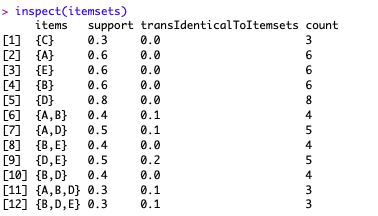 > inspect(itemsets)
items support transIdenticalToItemsets count
[1] {C} 0.3 0.0 3
[2] {A} 0.6 0.0 6
[3] {E} 0.6 0.0 6
[4] {B} 0.6 0.0 6
[5] {D} 0.8 0.0 8
[6] {A,B} 0.4 0.1 4
[7] {A,D} 0.5 0.1 5
[8] {B,E} 0.4 0.0 4
[9] {D,E} 0.5 0.2 5
[10] {B,D} 0.4 0.0 4
[11] {A,B,D} 0.3 0.1 3
[12] {B,D,E} 0.3 0.1 3